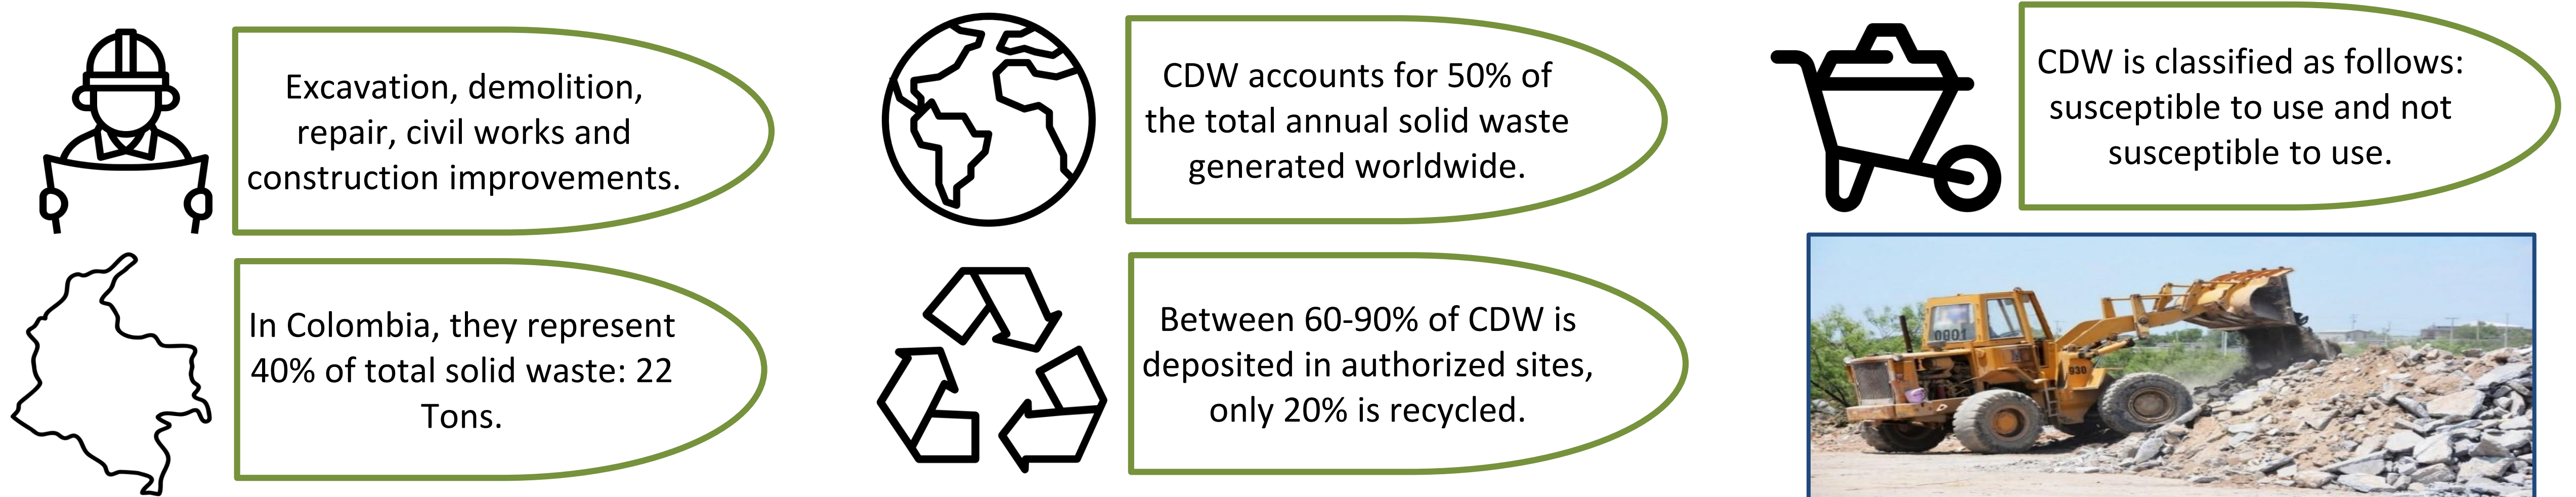 Excavation, demolition,
repair, civil works and
construction improvements.
CDW accounts for 50% of
the total annual solid waste
generated worldwide.
CDW is classified as follows:
susceptible to use and not
susceptible to use.
In Colombia, they represent
40% of total solid waste: 22
Tons.
Between 60-90% of CDW is
deposited in authorized sites,
only 20% is recycled.
0801
930